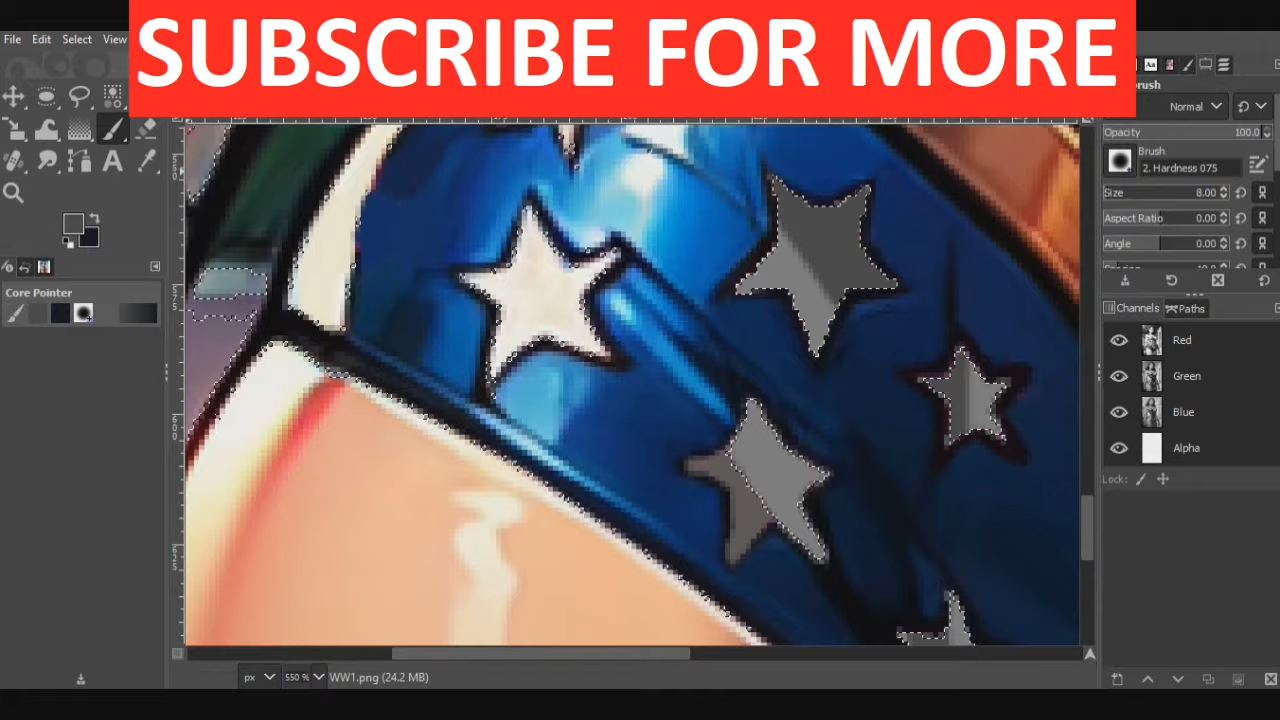 SUBSCRIBE FOR MORE
File Edit Select View
Normal
Opacity 100.0
Brush
2. Hardness 075
Size 8.00
Aspect Ratio 0.00
Angle 0.00
Core Pointer
Channels Paths
Red
Green
Blue
Alpha
Lock:
px 550 % WW1.png (24.2 MB)